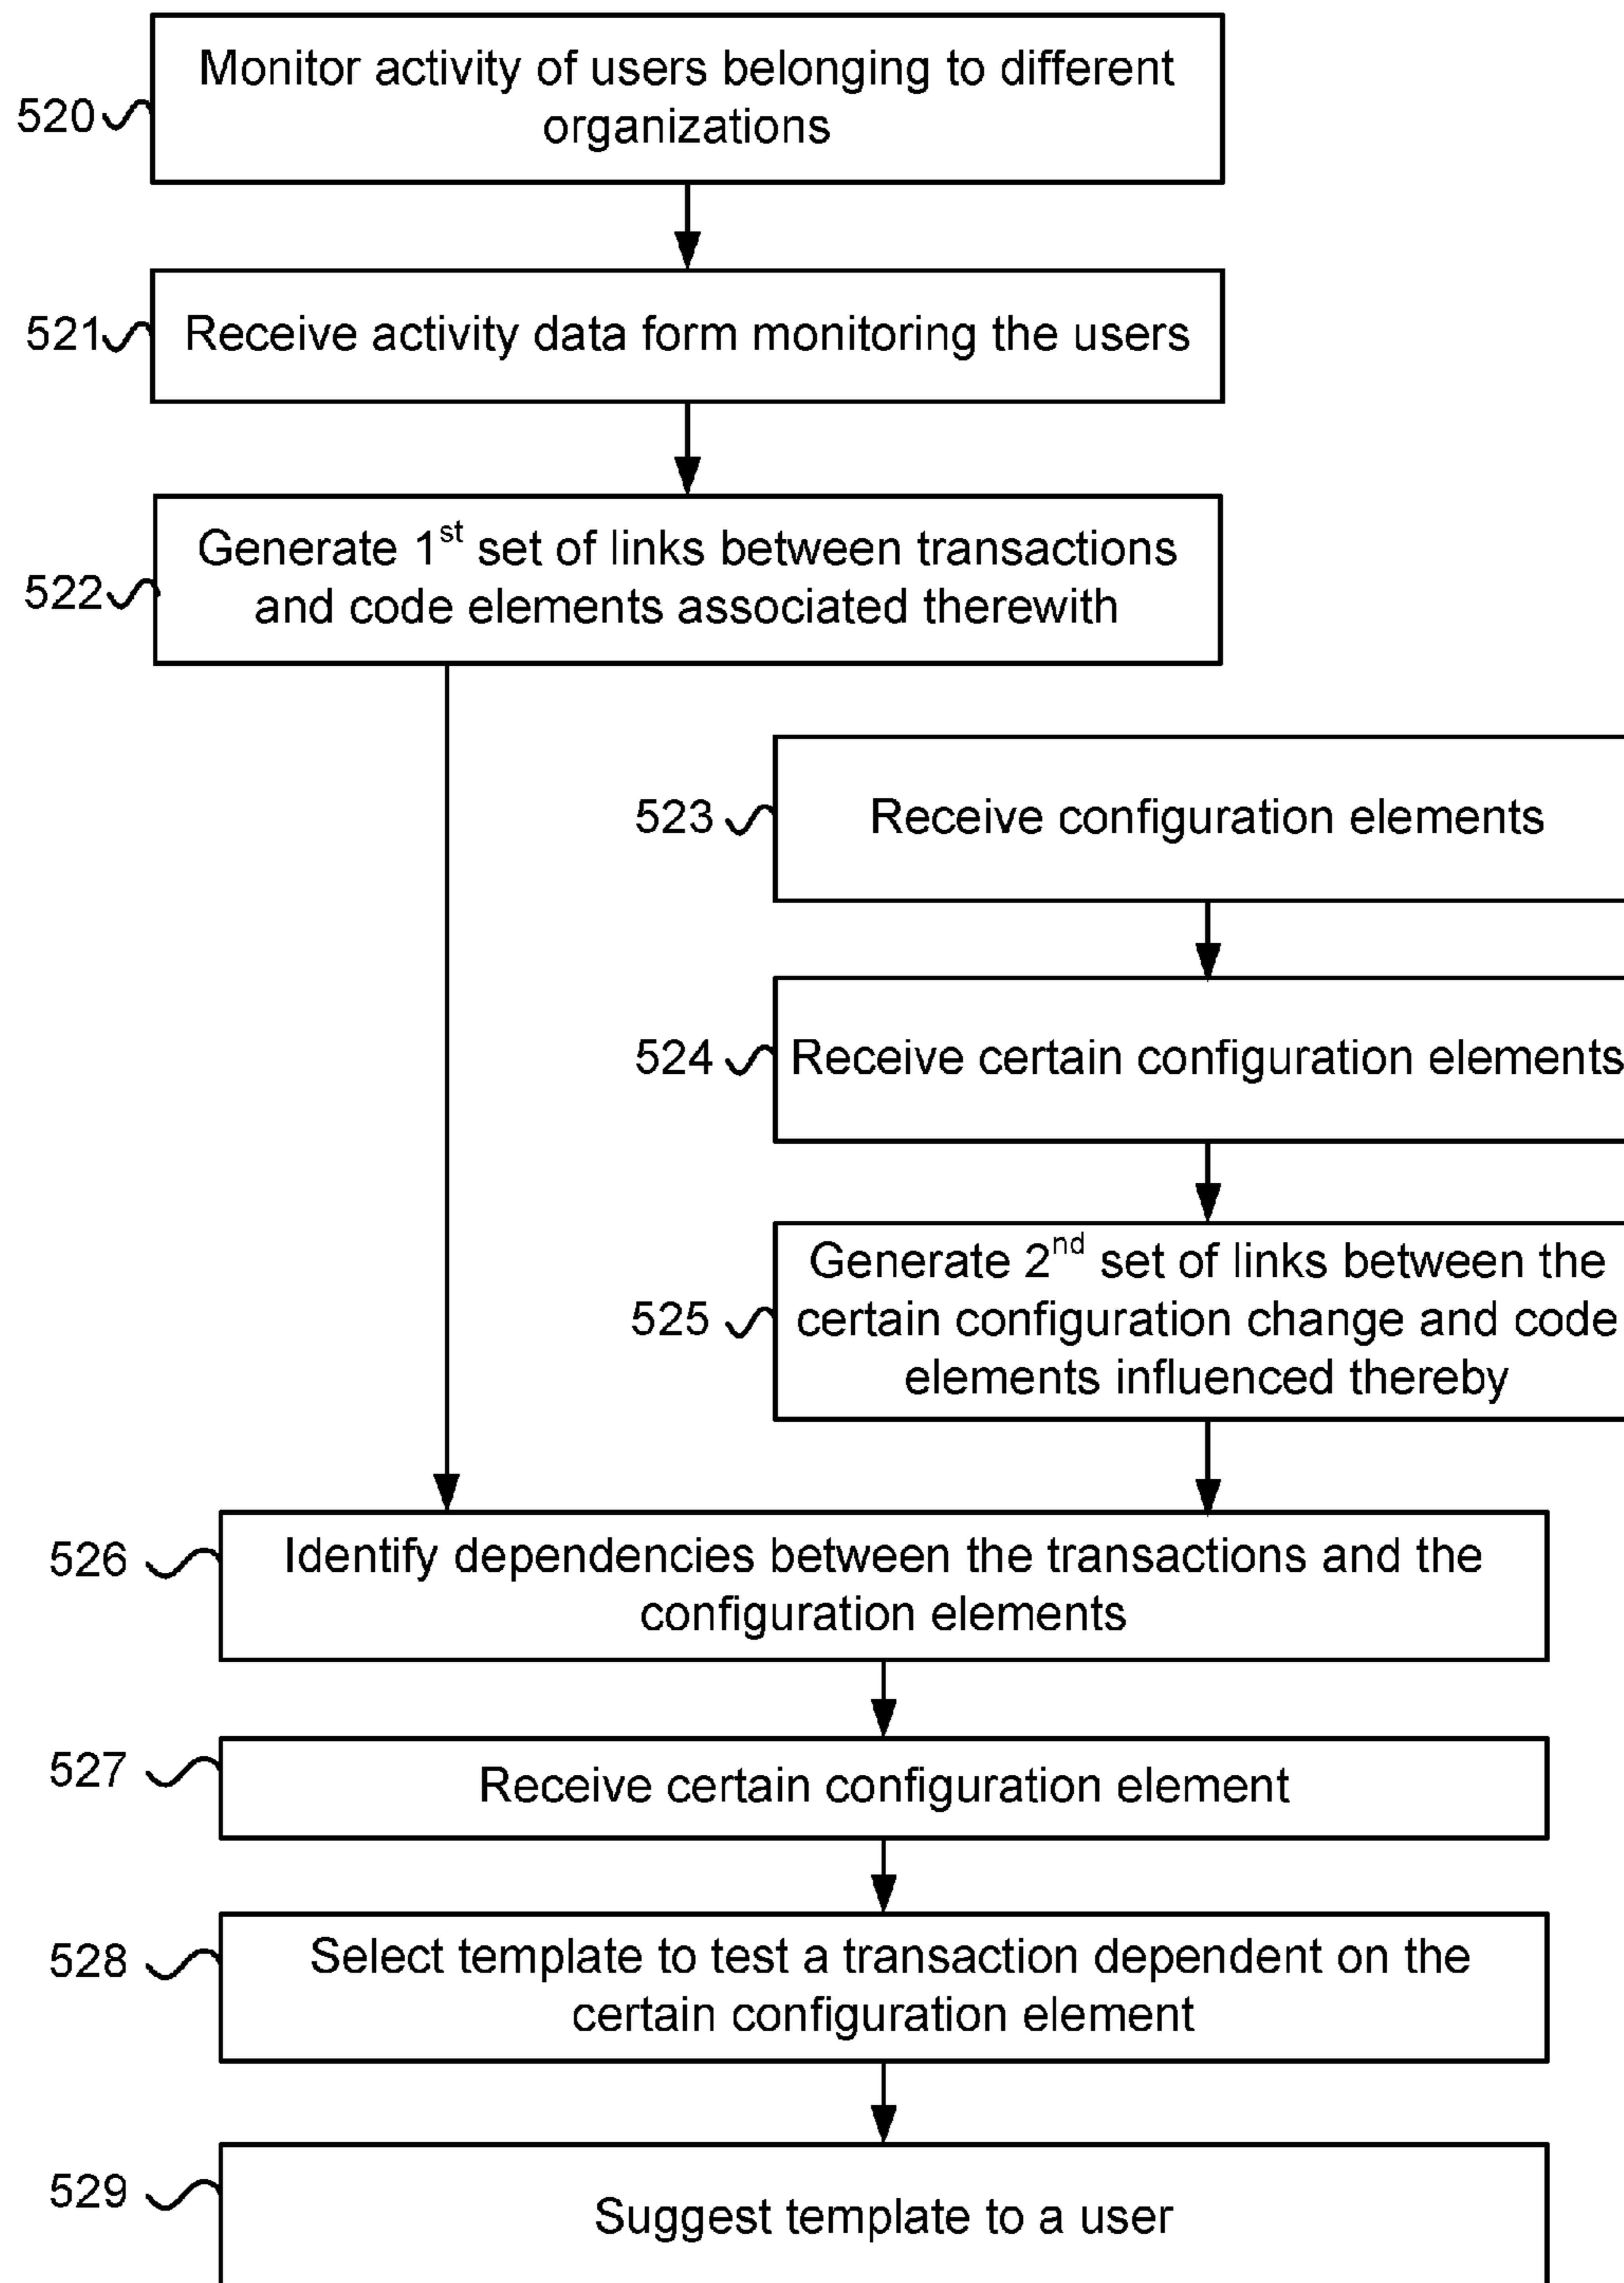 Monitor activity of users belonging to different
organizations
520
521
Receive activity data form monitoring the users
Generate 1st set of links between transactions
and code elements associated therewith
522
523
Receive configuration elements
524
Receive certain configuration elements
Generate 2nd set of links between the
certain configuration change and code
elements influenced thereby
525
526
Identify dependencies between the transactions and the
configuration elements
527
Receive certain configuration element
528
Select template to test a transaction dependent on the
certain configuration element
529
Suggest template to a user